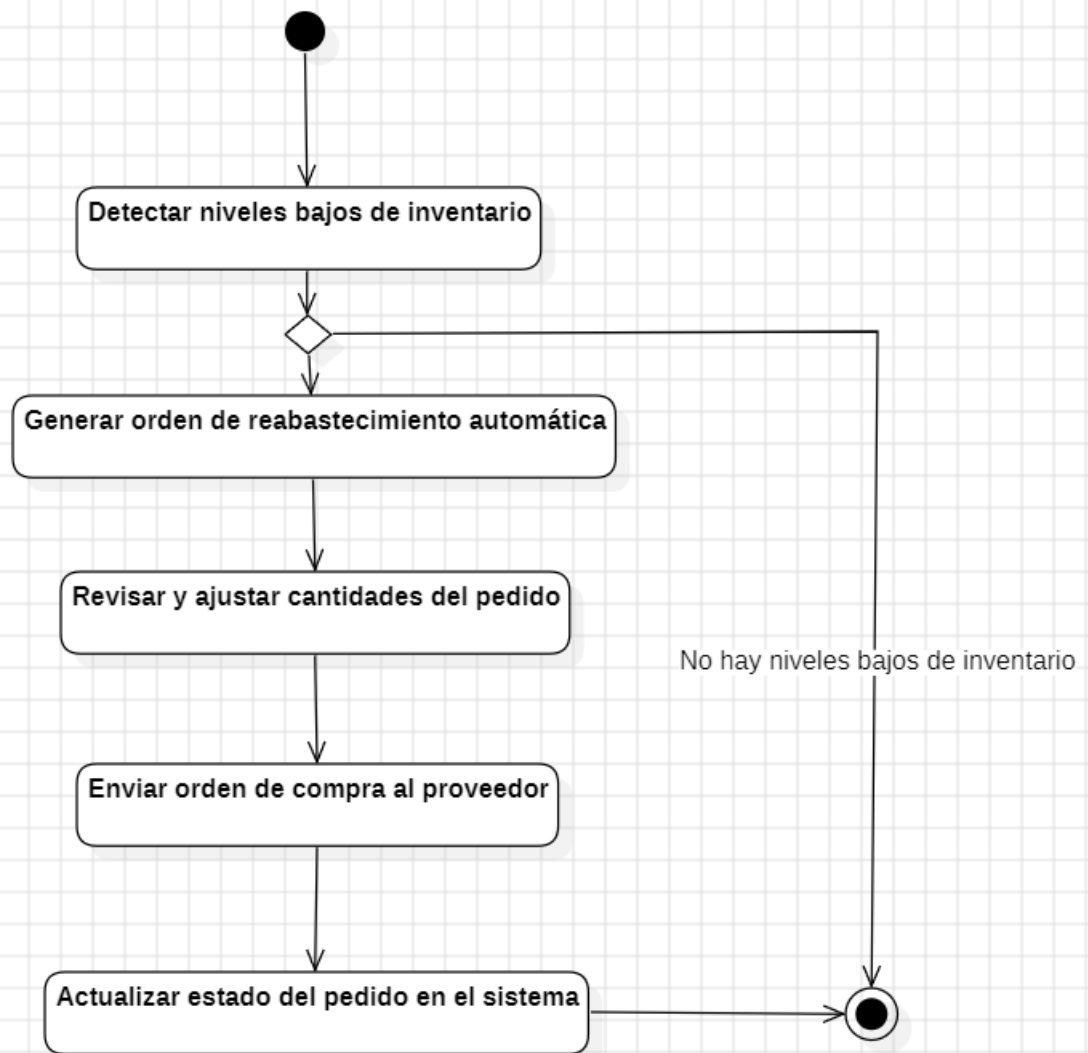 Detectar niveles bajos de inventario
Generar orden de reabastecimiento automática
Revisar y ajustar cantidades del pedido
No hay niveles bajos de inventario
Enviar orden de compra al proveedor
Actualizar estado del pedido en el sistema